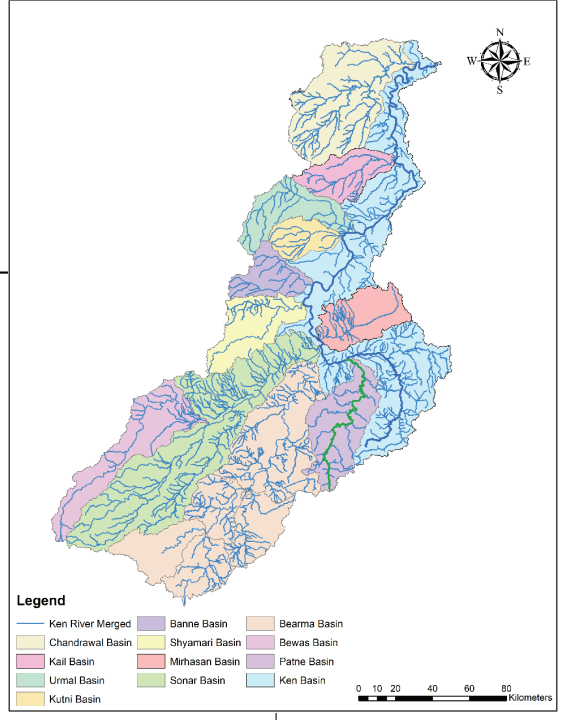 N
W E
S
Legend
Ken River Merged Banne Basin Bearma Basin
Chandrawal Basin Shyamari Basin Bewas Basin
Kail Basin Mirhasan Basin Patne Basin
Urmal Basin Sonar Basin Ken Basin
Kutni Basin
0 10 20 40 60 80
Kilometers